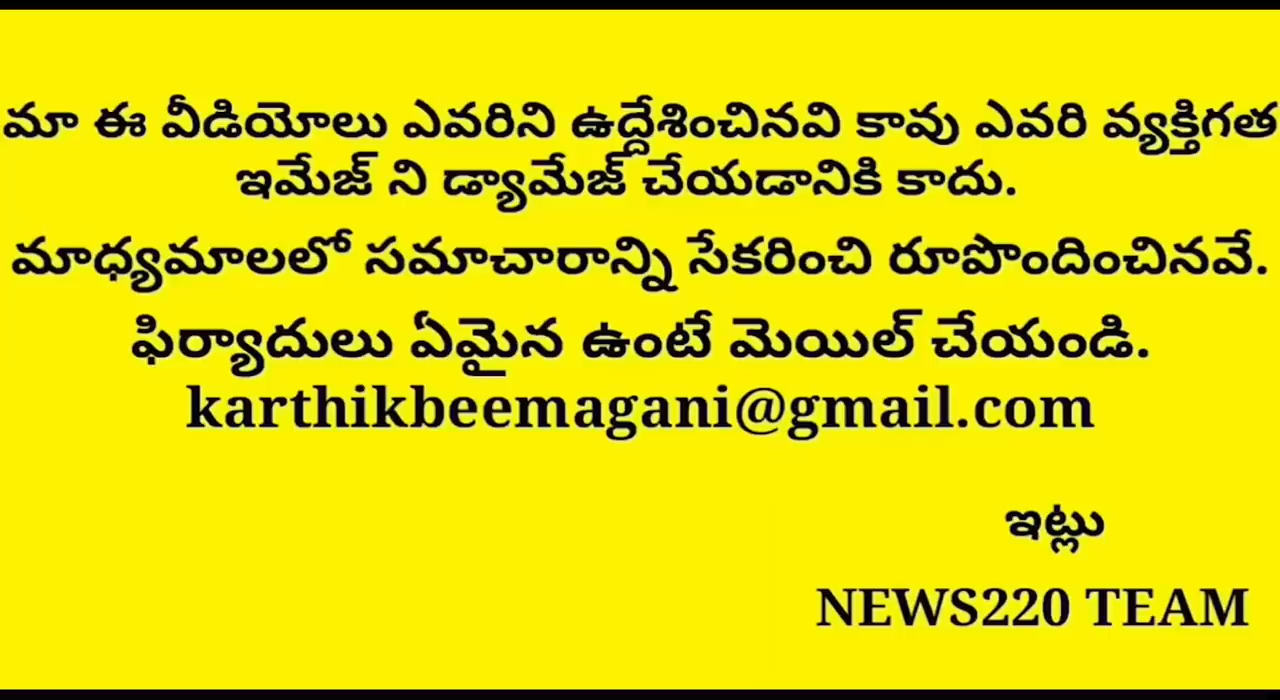 మా ఈ వీడియోలు ఎవరిని ఉద్దేశించినవి కావు ఎవరి వ్యక్తిగత
ఇమేజ్ ని డ్యామేజ్ చేయడానికి కాదు.
మాధ్యమాలలో సమాచారాన్ని సేకరించి రూపొందించినవే.
ఫిర్యాదులు ఏమైన ఉంటే మెయిల్ చేయండి.
karthikbeemagani@gmail.com
ఇట్లు
NEWS220 TEAM